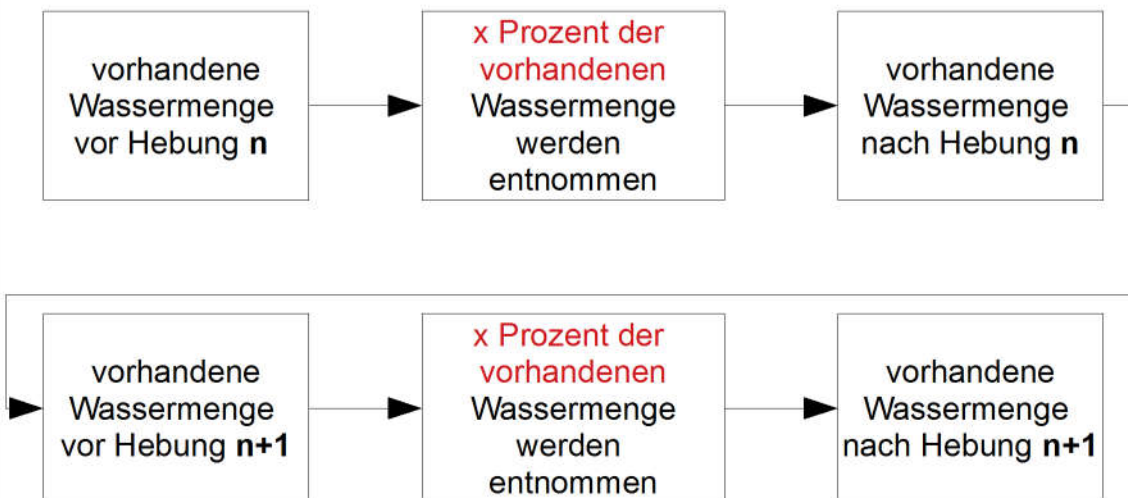 vorhandene
Wassermenge
vor Hebung n
x Prozent der
vorhandenen
Wassermenge
werden
entnommen
vorhandene
Wassermenge
nach Hebung n
vorhandene
Wassermenge
vor Hebung n+1
x Prozent der
vorhandenen
Wassermenge
werden
entnommen
vorhandene
Wassermenge
nach Hebung n+1